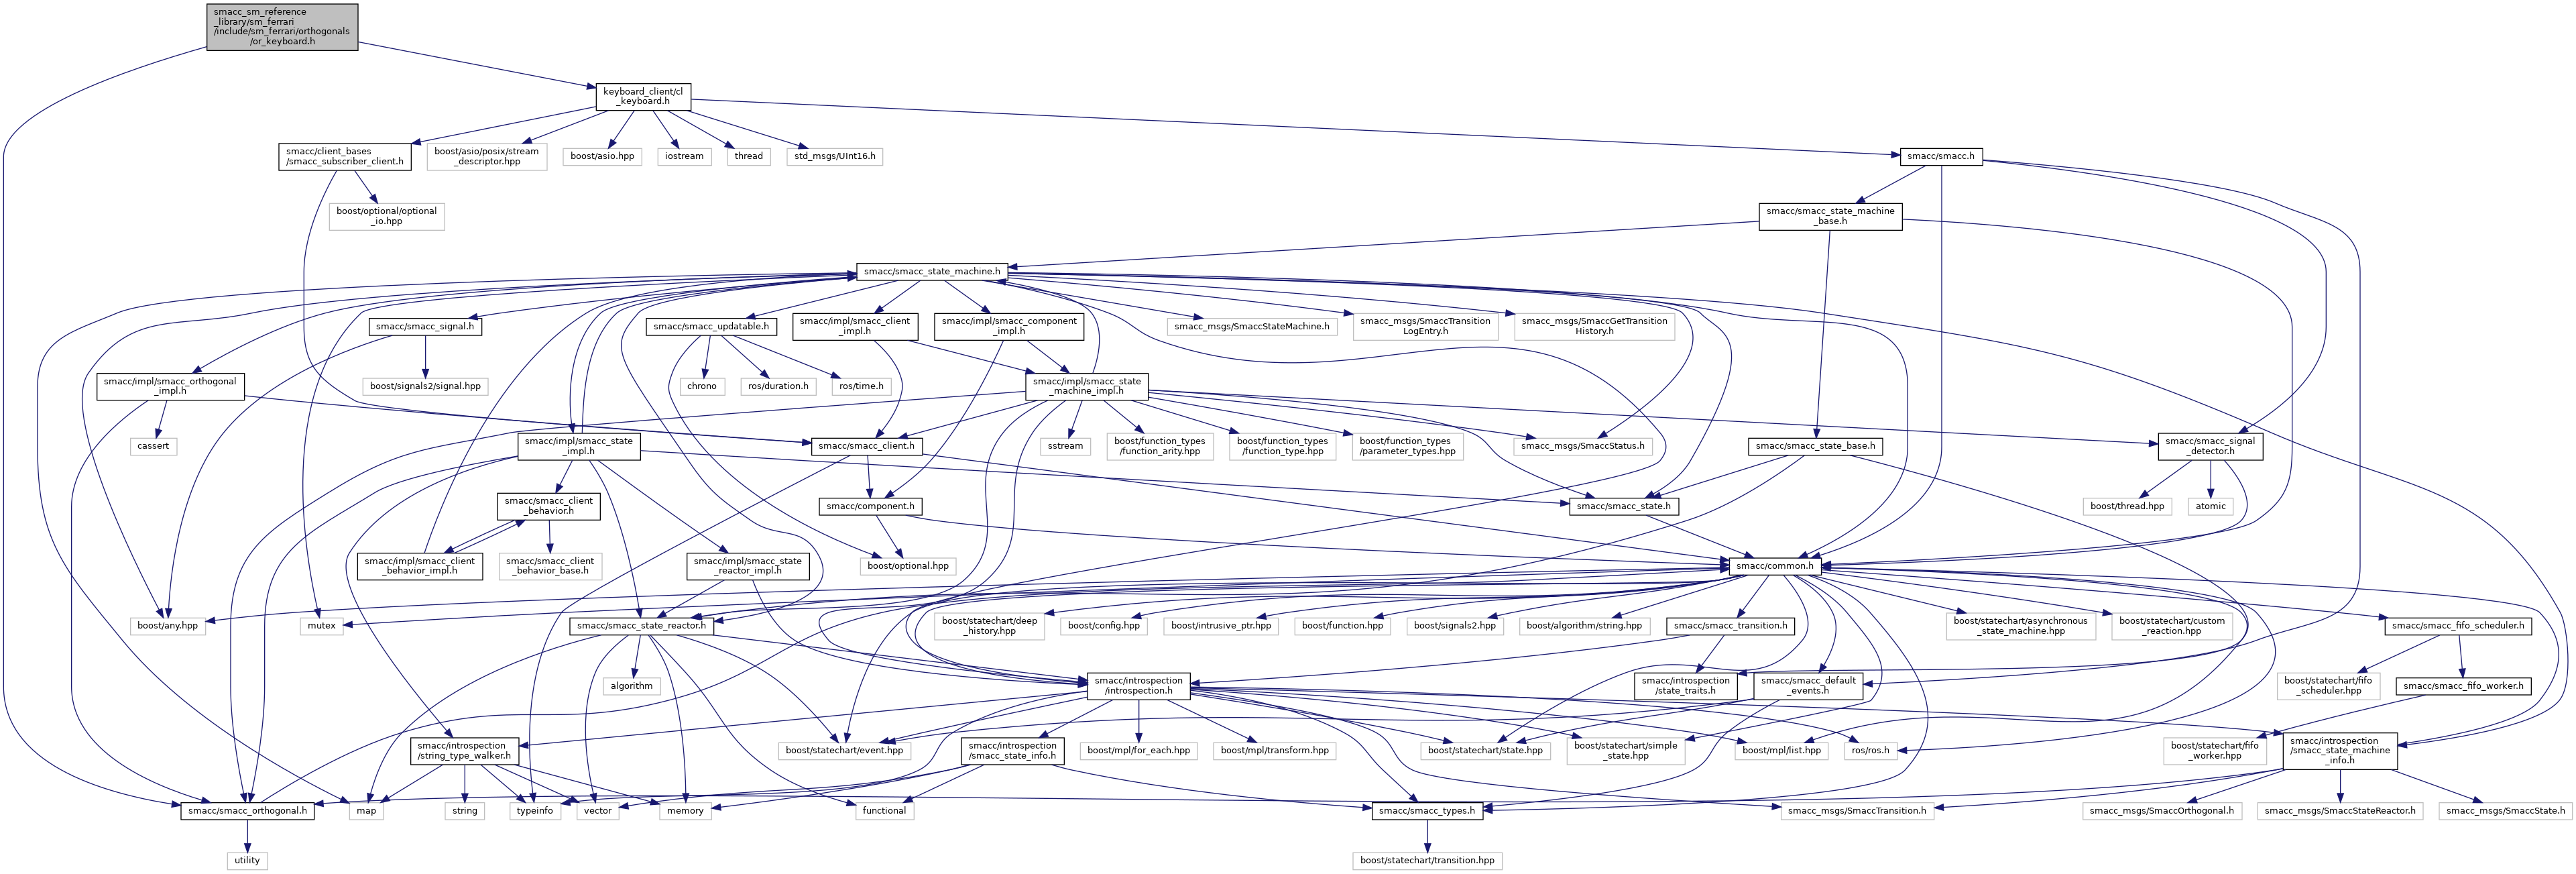 smacc_sm_reference
_library/sm_ferrari
/include/sm_ferrari/orthogonals
/or_keyboard.h
keyboard_client/cl
_keyboard.h
smacc/client_bases
/smacc_subscriber_client.h
boost/asio/posix/stream
_descriptor.hpp
boost/asio.hpp
iostream
thread
std_msgs/UInt16.h
smacc/smacc.h
boost/optional/optional
_io.hpp
smacc/smacc_state_machine
_base.h
smacc/smacc_state_machine.h
smacc/smacc_signal.h
smacc/smacc_updatable.h
smacc/impl/smacc_client
_impl.h
smacc/impl/smacc_component
_impl.h
smacc_msgs/SmaccStateMachine.h
smacc_msgs/SmaccTransition
LogEntry.h
smacc_msgs/SmaccGetTransition
History.h
smacc/impl/smacc_orthogonal
_impl.h
boost/signals2/signal.hpp
chrono
ros/duration.h
ros/time.h
smacc/impl/smacc_state
_machine_impl.h
cassert
smacc/impl/smacc_state
_impl.h
smacc/smacc_client.h
sstream
boost/function_types
/function_arity.hpp
boost/function_types
/function_type.hpp
boost/function_types
/parameter_types.hpp
smacc_msgs/SmaccStatus.h
smacc/smacc_state_base.h
smacc/smacc_signal
_detector.h
smacc/smacc_client
_behavior.h
smacc/component.h
smacc/smacc_state.h
boost/thread.hpp
atomic
smacc/impl/smacc_client
_behavior_impl.h
smacc/smacc_client
_behavior_base.h
smacc/impl/smacc_state
_reactor_impl.h
boost/optional.hpp
smacc/common.h
boost/any.hpp
mutex
smacc/smacc_state_reactor.h
boost/statechart/deep
_history.hpp
boost/config.hpp
boost/intrusive_ptr.hpp
boost/function.hpp
boost/signals2.hpp
boost/algorithm/string.hpp
smacc/smacc_transition.h
boost/statechart/asynchronous
_state_machine.hpp
boost/statechart/custom
_reaction.hpp
smacc/smacc_fifo_scheduler.h
algorithm
smacc/introspection
/introspection.h
smacc/introspection
/state_traits.h
smacc/smacc_default
_events.h
boost/statechart/fifo
_scheduler.hpp
smacc/smacc_fifo_worker.h
smacc/introspection
/string_type_walker.h
boost/statechart/event.hpp
smacc/introspection
/smacc_state_info.h
boost/mpl/for_each.hpp
boost/mpl/transform.hpp
boost/statechart/state.hpp
boost/statechart/simple
_state.hpp
boost/mpl/list.hpp
ros/ros.h
boost/statechart/fifo
_worker.hpp
smacc/introspection
/smacc_state_machine
_info.h
smacc/smacc_orthogonal.h
map
string
typeinfo
vector
memory
functional
smacc/smacc_types.h
smacc_msgs/SmaccTransition.h
smacc_msgs/SmaccOrthogonal.h
smacc_msgs/SmaccStateReactor.h
smacc_msgs/SmaccState.h
utility
boost/statechart/transition.hpp